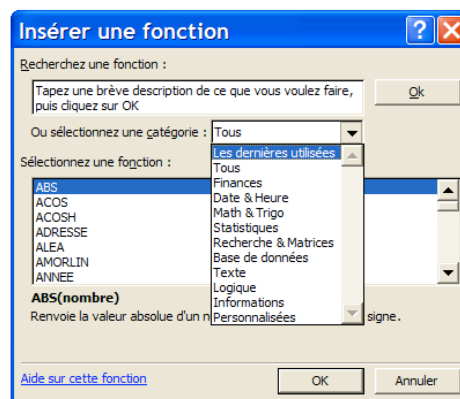 Insérer une fonction
Recherchez une fonction :
Tapez une brève description de ce que vous voulez faire,
puis cliquez sur OK
Ok
Ou sélectionnez une catégorie : Tous
Sélectionnez une fonction :
Les dernières utilisées
Tous
Finances
Date & Heure
Math & Trigo
Statistiques
Recherche & Matrices
Base de données
Texte
Logique
Informations
Personnalisées
ABS
ACOS
ACOSH
ADRESSE
ALEA
AMORLIN
ANNEE
ABS(nombre)
Renvoie la valeur absolue d'un n signe.
Aide sur cette fonction
OK
Annuler